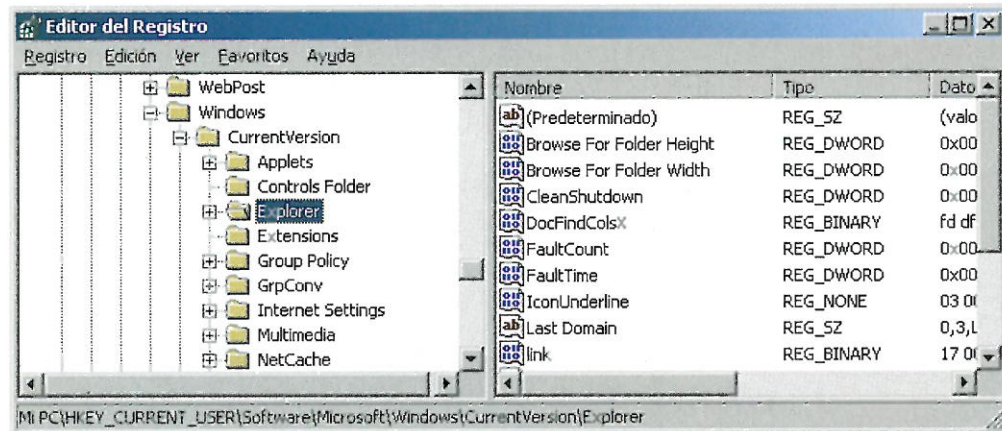 Editor del Registro
Registro Edición Ver Favoritos Ayuda
WebPost
Windows
CurrentVersion
Applets
Controls Folder
Explorer
Extensions
Group Policy
GrpConv
Internet Settings
Multimedia
NetCache
Nombre Tipo Dato
(Predeterminado) REG_SZ (valo
Browse For Folder Height REG_DWORD 0x00
Browse For Folder Width REG_DWORD 0x00
CleanShutdown REG_DWORD 0x00
DocFindColsX REG_BINARY fd df
FaultCount REG_DWORD 0x00
FaultTime REG_DWORD 0x00
IconUnderline REG_NONE 03 00
Last Domain REG_SZ 0,3,L
link REG_BINARY 17 00
Mi PC\HKEY_CURRENT_USER\Software\Microsoft\Windows\CurrentVersion\Explorer